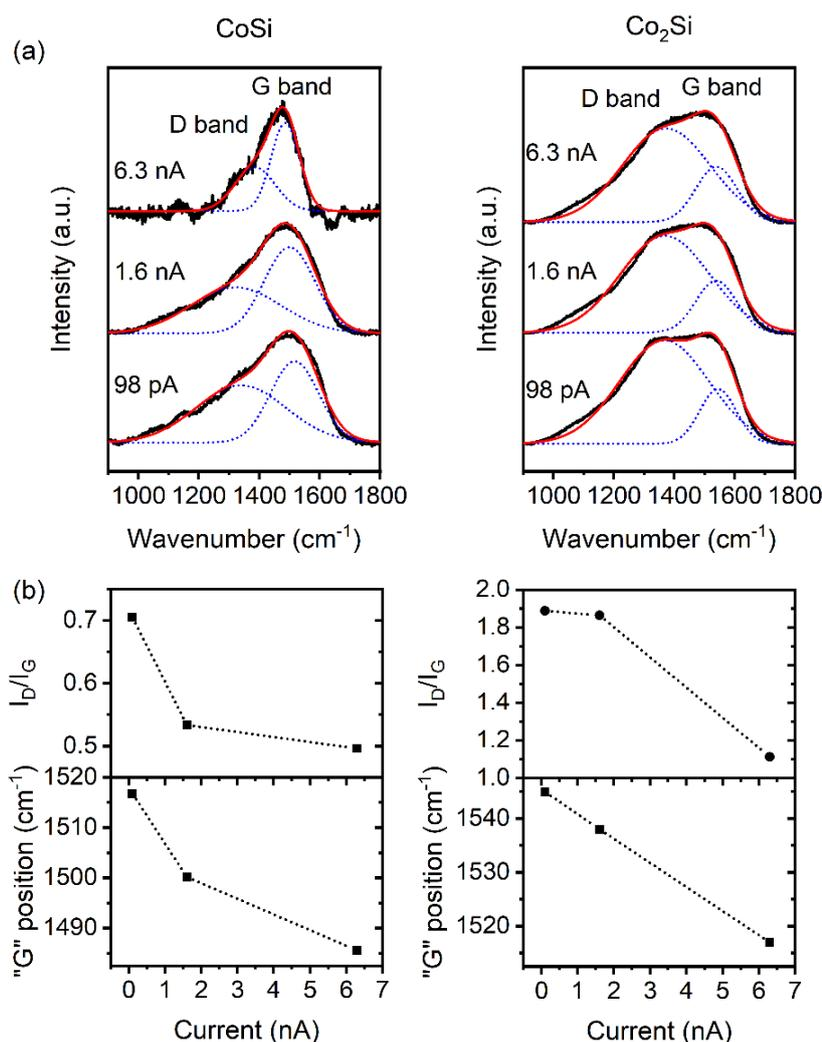 CoSi
Co2Si
(a)
G band
D band
6.3 nA
1.6 nA
98 pA
Intensity (a.u.)
1000 1200 1400 1600 1800
Wavenumber (cm-1)
G band
D band
6.3 nA
1.6 nA
98 pA
Intensity (a.u.)
1000 1200 1400 1600 1800
Wavenumber (cm-1)
(b)
0.7
0.6
0.5
ID/IG
1520
1510
1500
1490
"G" position (cm-1)
0 1 2 3 4 5 6 7
Current (nA)
2.0
1.8
1.6
1.4
1.2
1.0
ID/IG
1540
1530
1520
"G" position (cm-1)
0 1 2 3 4 5 6 7
Current (nA)